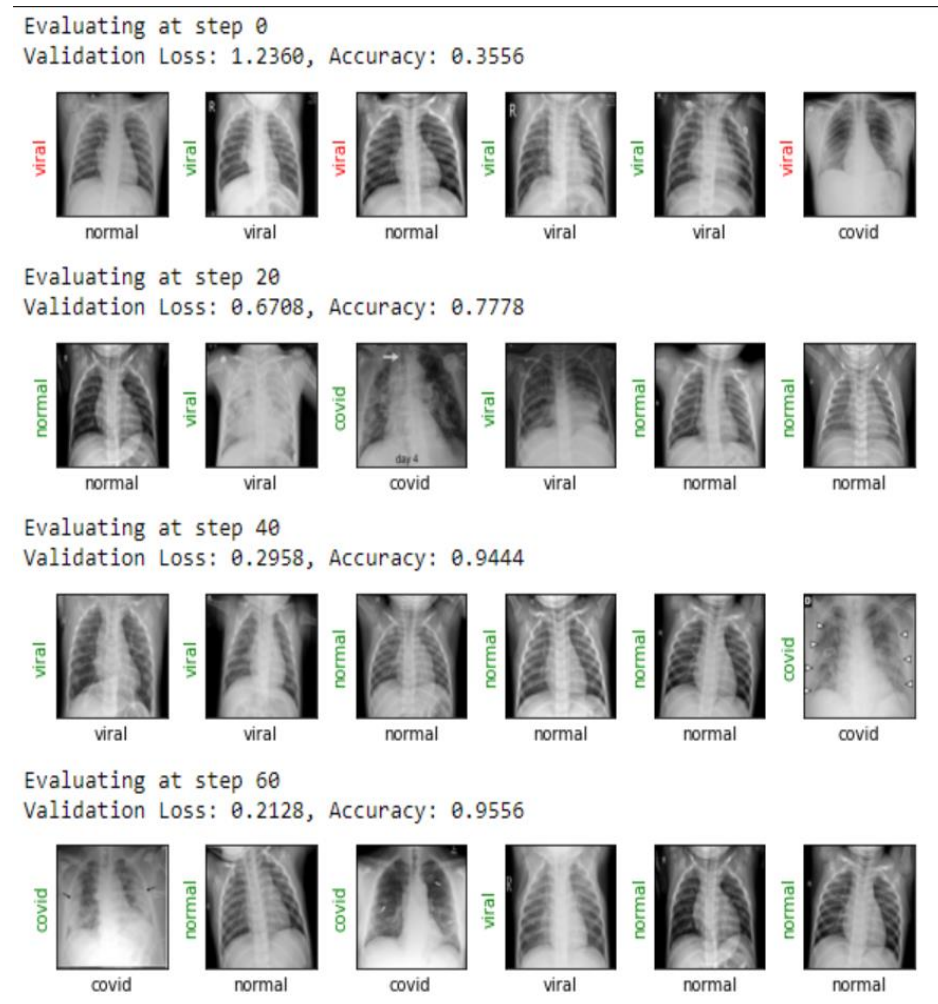 Evaluating at step 0
Validation Loss: 1.2360, Accuracy: 0.3556
viral viral viral viral viral viral
R R
normal viral normal viral viral covid
Evaluating at step 20
Validation Loss: 0.6708, Accuracy: 0.7778
normal viral covid viral normal normal
day 4
normal viral covid viral normal normal
Evaluating at step 40
Validation Loss: 0.2958, Accuracy: 0.9444
viral viral normal normal normal covid
D
viral viral normal normal normal covid
Evaluating at step 60
Validation Loss: 0.2128, Accuracy: 0.9556
covid normal covid viral normal normal
R
covid normal covid viral normal normal